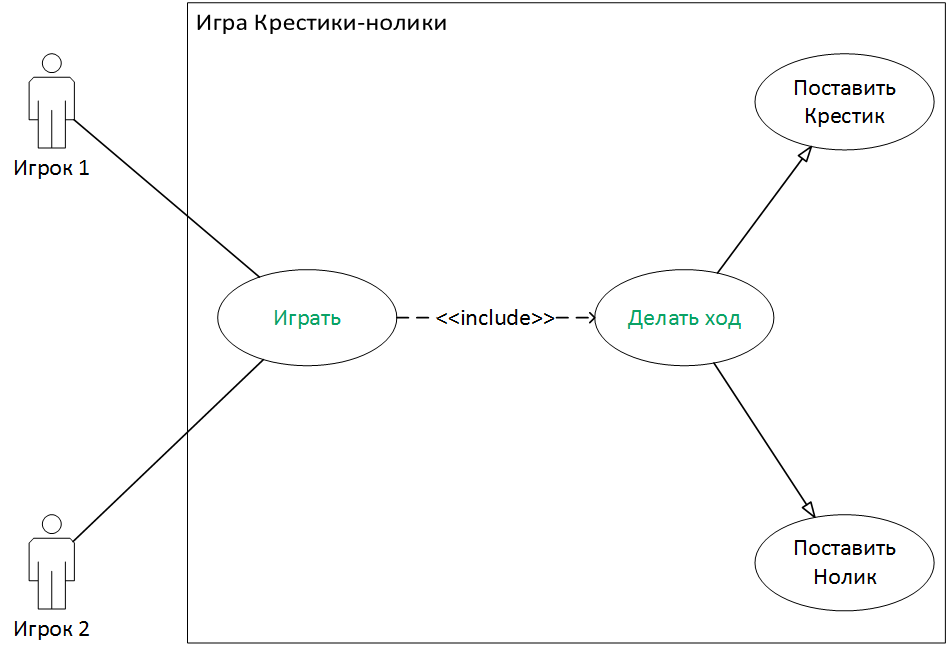 Игра Крестики-нолики
Игрок 1
Поставить
Крестик
Играть
<<include>>
Делать ход
Поставить
Нолик
Игрок 2